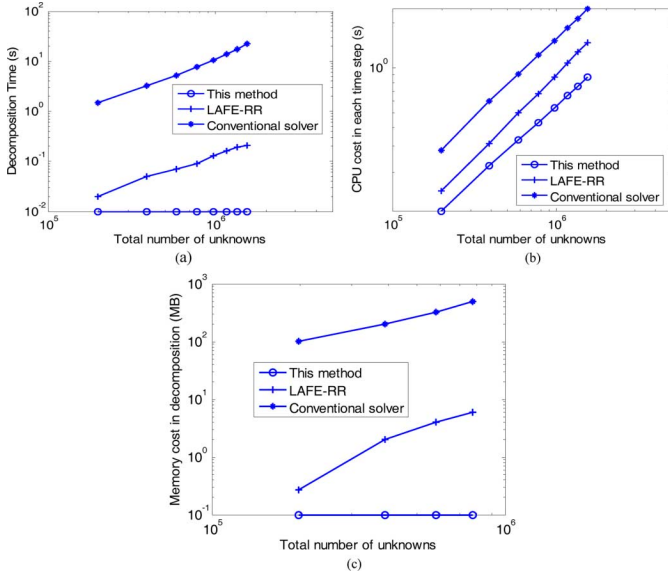 10^2
10^1
10^0
10^-1
10^-2
Decomposition Time (s)
This method
LAFE-RR
Conventional solver
10^5
10^6
Total number of unknowns
(a)
CPU cost in each time step (s)
10^0
This method
LAFE-RR
Conventional solver
10^5
10^6
Total number of unknowns
(b)
10^3
10^2
10^1
10^0
10^-1
Memory cost in decomposition (MB)
This method
LAFE-RR
Conventional solver
10^5
10^6
Total number of unknowns
(c)